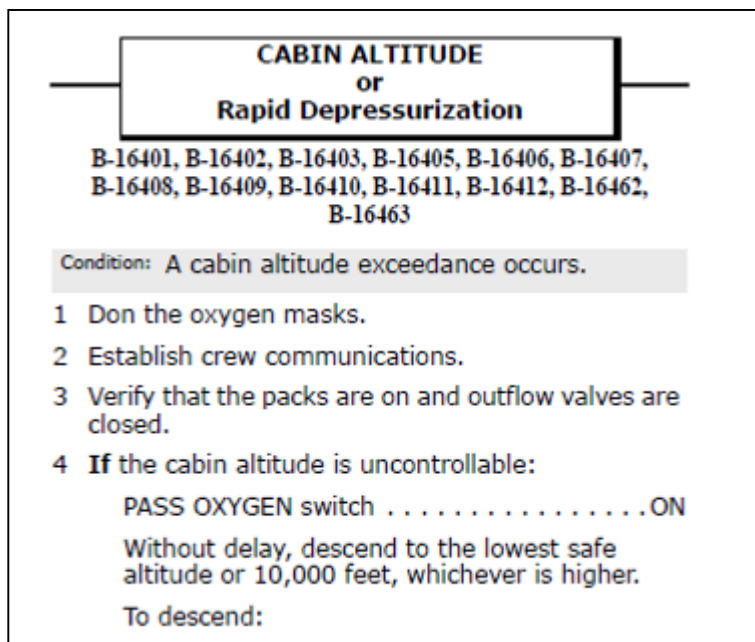 CABIN ALTITUDE
or
Rapid Depressurization
B-16401, B-16402, B-16403, B-16405, B-16406, B-16407,
B-16408, B-16409, B-16410, B-16411, B-16412, B-16462,
B-16463
Condition: A cabin altitude exceedance occurs.
1 Don the oxygen masks.
2 Establish crew communications.
3 Verify that the packs are on and outflow valves are
closed.
4 If the cabin altitude is uncontrollable:
PASS OXYGEN switch . . . . . . . . . . . . . . . . . ON
Without delay, descend to the lowest safe
altitude or 10,000 feet, whichever is higher.
To descend: